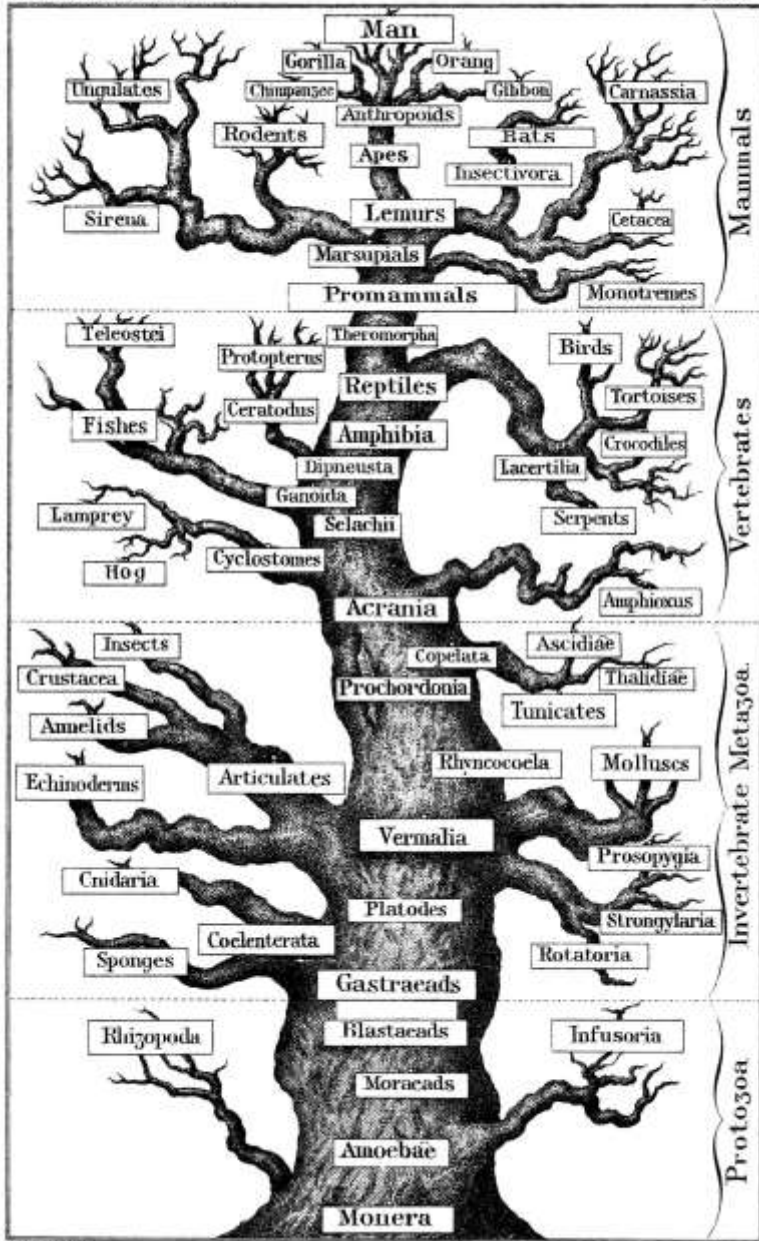 Man
Gorilla
Orang
Ungulates
Chimpanzee
Gibbon
Carnassia
Anthropoids
Rodents
Bats
Apes
Insectivora
Sirena
Lemurs
Cetacea
Marsupials
Promammals
Monotremes
Mammals
Teleostei
Theromorpha
Protopterus
Birds
Reptiles
Tortoises
Ceratodus
Fishes
Amphibia
Crocodiles
Dipneusta
Lacertilia
Ganoida
Lamprey
Selachii
Serpents
Cyclostomes
Hog
Acrania
Amphioxus
Vertebrates
Insects
Ascidiae
Copelata
Crustacea
Prochordonia
Thalidiae
Tunicates
Annelids
Articulates
Rhyncocoela
Molluscs
Echinoderms
Vermalia
Prosopygia
Cnidaria
Platodes
Strongylaria
Coelenterata
Sponges
Rotatoria
Gastraeads
Invertebrate Metazoa
Blastaeads
Rhizopoda
Infusoria
Moraeads
Amoebae
Monera
Protozoa